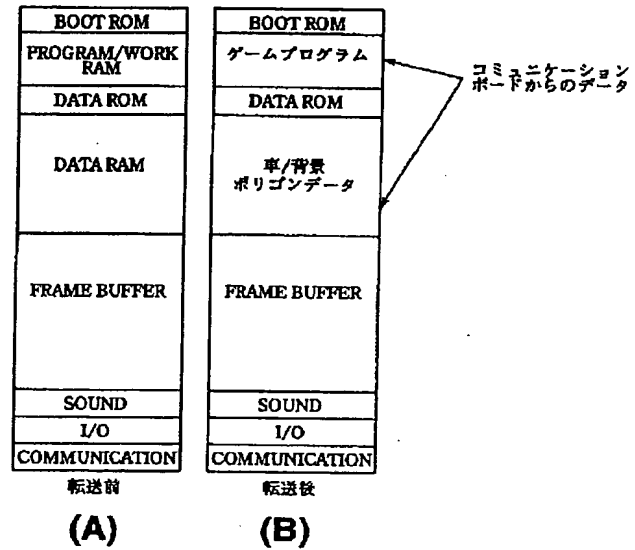 BOOT ROM
PROGRAM/WORK
RAM
DATA ROM
DATA RAM
FRAME BUFFER
SOUND
I/O
COMMUNICATION
転送前
(A)
BOOT ROM
ゲームプログラム
DATA ROM
車/背景
ポリゴンデータ
FRAME BUFFER
SOUND
I/O
COMMUNICATION
転送後
(B)
コミュニケーション
ボードからのデータ